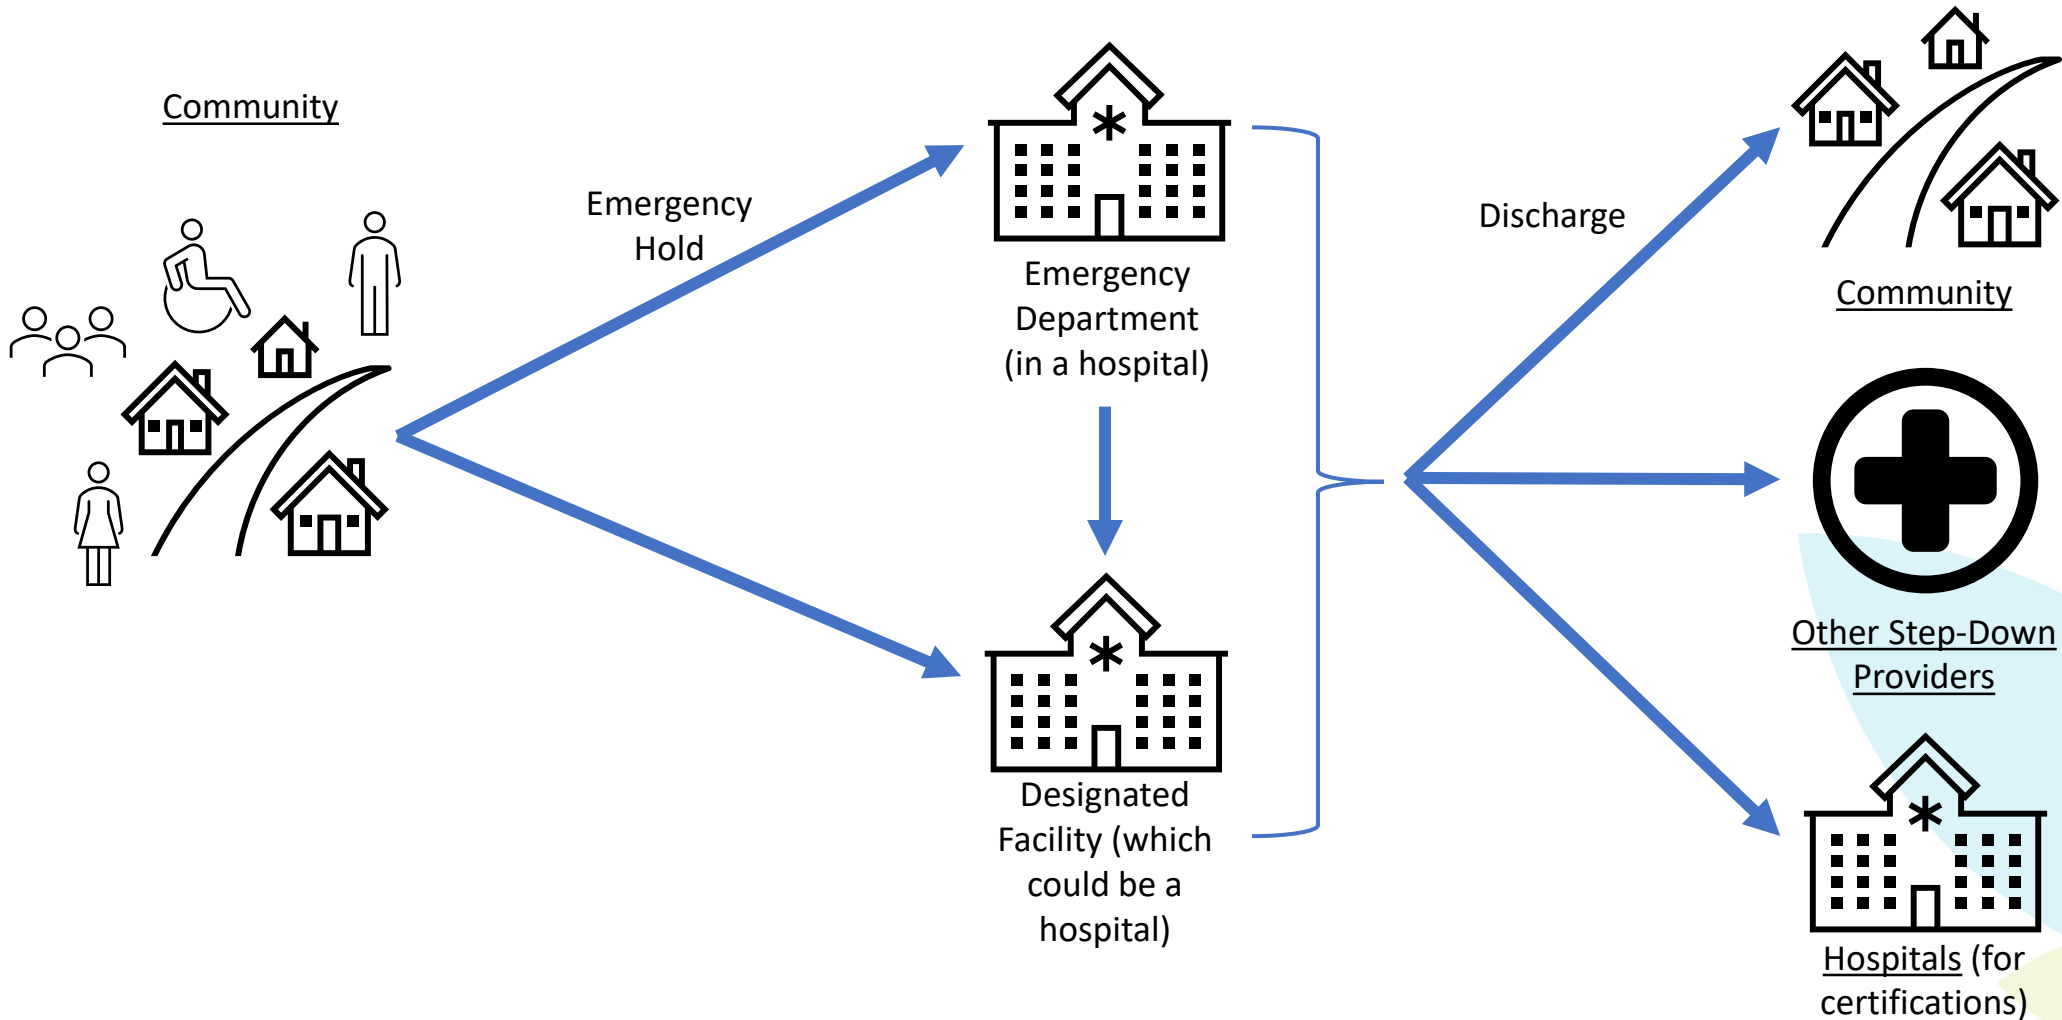 Community
Emergency
Hold
Emergency
Department
(in a hospital)
Designated
Facility (which
could be a
hospital)
Discharge
Community
Other Step-Down
Providers
Hospitals (for
certifications)